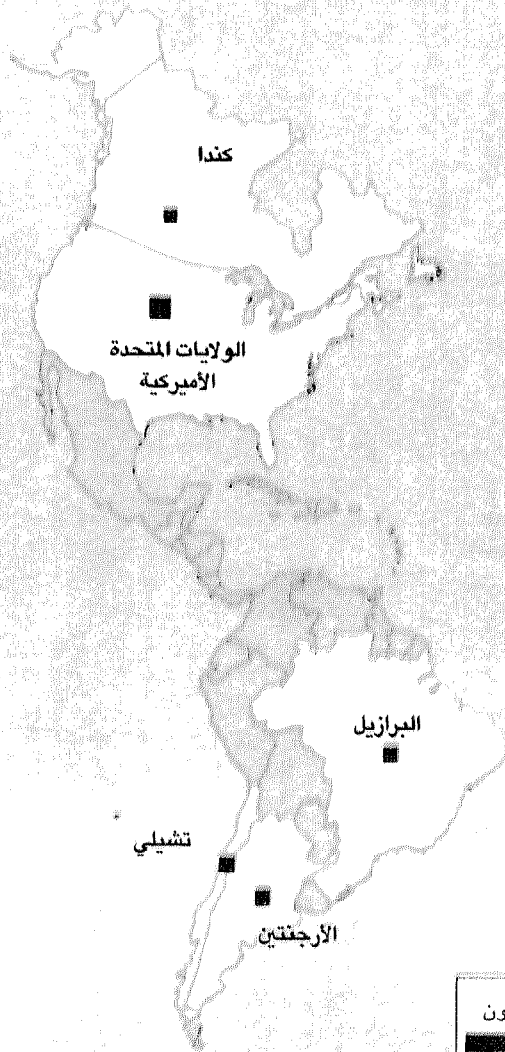 كندا
الولايات المتحدة
الأميركية
البرازيل
تشيلي
الأرجنتين